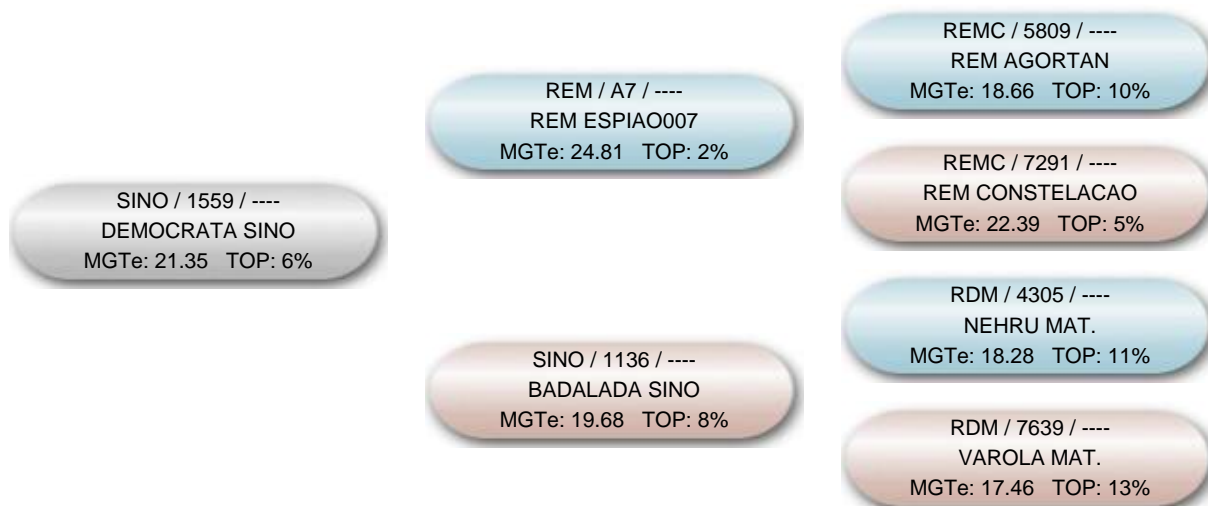 SINO / 1559 / ----
DEMOCRATA SINO
MGTe: 21.35 TOP: 6%
REM / A7 / ----
REM ESPIAO007
MGTe: 24.81 TOP: 2%
SINO / 1136 / ----
BADALADA SINO
MGTe: 19.68 TOP: 8%
REMC / 5809 / ----
REM AGORTAN
MGTe: 18.66 TOP: 10%
REMC / 7291 / ----
REM CONSTELACAO
MGTe: 22.39 TOP: 5%
RDM / 4305 / ----
NEHRU MAT.
MGTe: 18.28 TOP: 11%
RDM / 7639 / ----
VAROLA MAT.
MGTe: 17.46 TOP: 13%